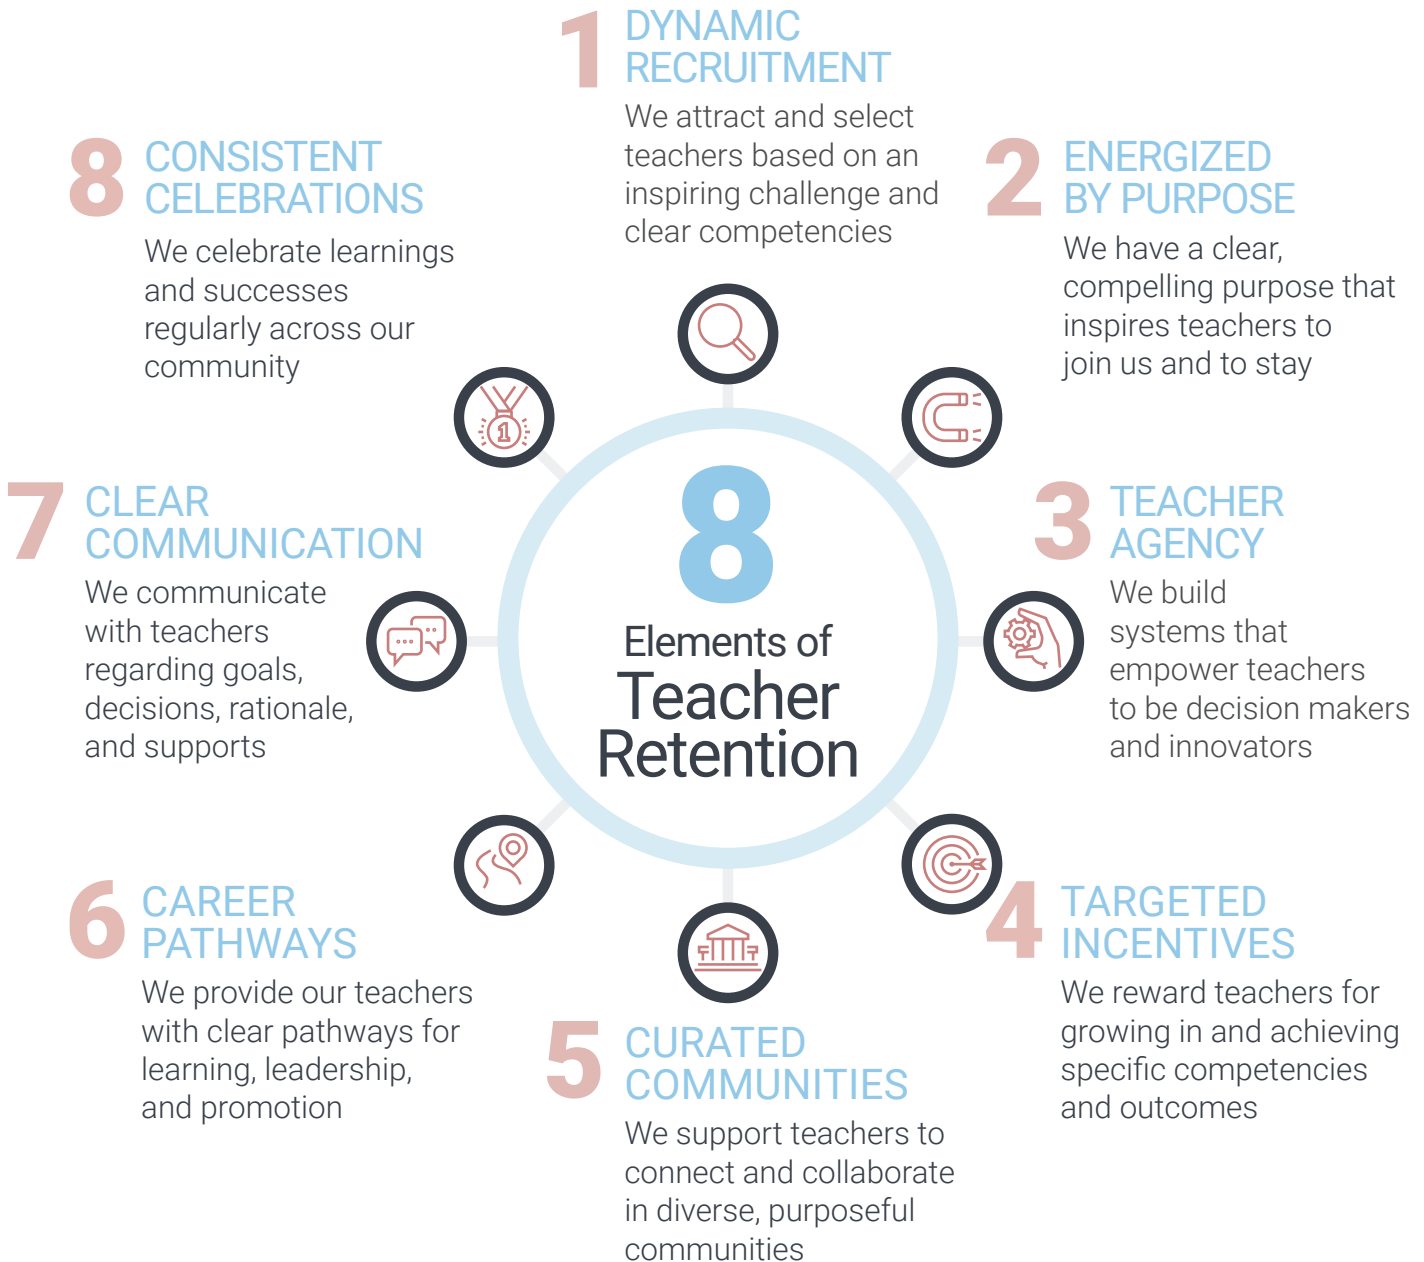 8
Elements of
Teacher
Retention
1
DYNAMIC
RECRUITMENT
We attract and select
teachers based on an
inspiring challenge and
clear competencies
2
ENERGIZED
BY PURPOSE
We have a clear,
compelling purpose that
inspires teachers to
join us and to stay
3
TEACHER
AGENCY
We build
systems that
empower teachers
to be decision makers
and innovators
4
TARGETED
INCENTIVES
We reward teachers for
growing in and achieving
specific competencies
and outcomes
5
CURATED
COMMUNITIES
We support teachers to
connect and collaborate
in diverse, purposeful
communities
6
CAREER
PATHWAYS
We provide our teachers
with clear pathways for
learning, leadership,
and promotion
7
CLEAR
COMMUNICATION
We communicate
with teachers
regarding goals,
decisions, rationale,
and supports
8
CONSISTENT
CELEBRATIONS
We celebrate learnings
and successes
regularly across our
community
1